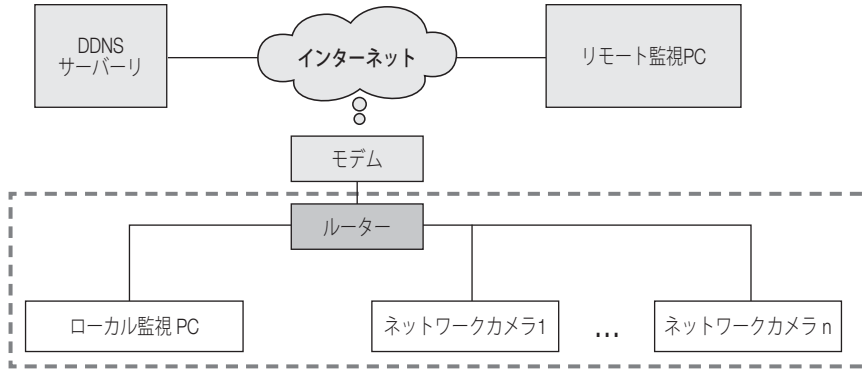 DDNS
サーバーリ
インターネット
リモート監視PC
モデム
ルーター
ローカル監視 PC
ネットワークカメラ1
...
ネットワークカメラ n